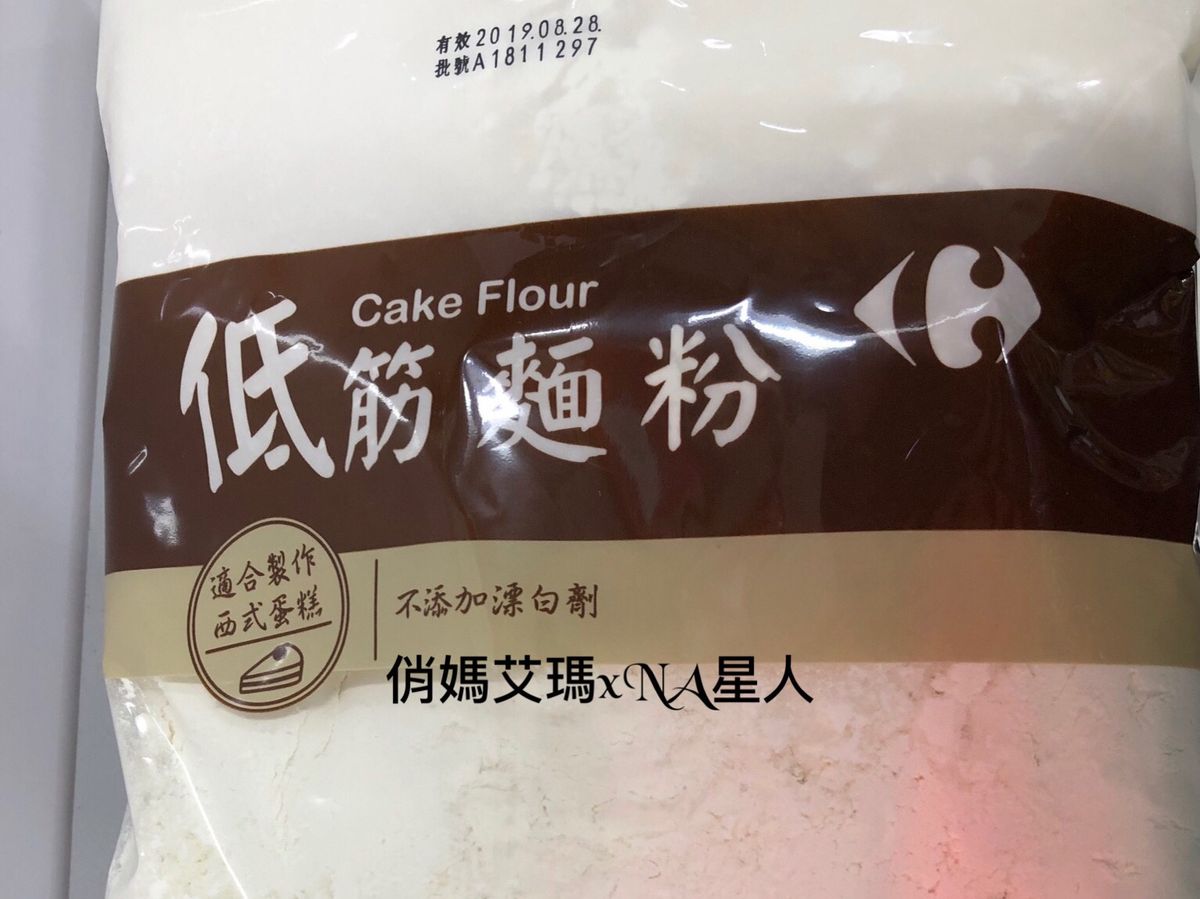 有效2019.08.28.
批號A1811297
Cake Flour
低筋麵粉
適合製作
西式蛋糕
不添加漂白劑
俏媽艾瑪xNA星人